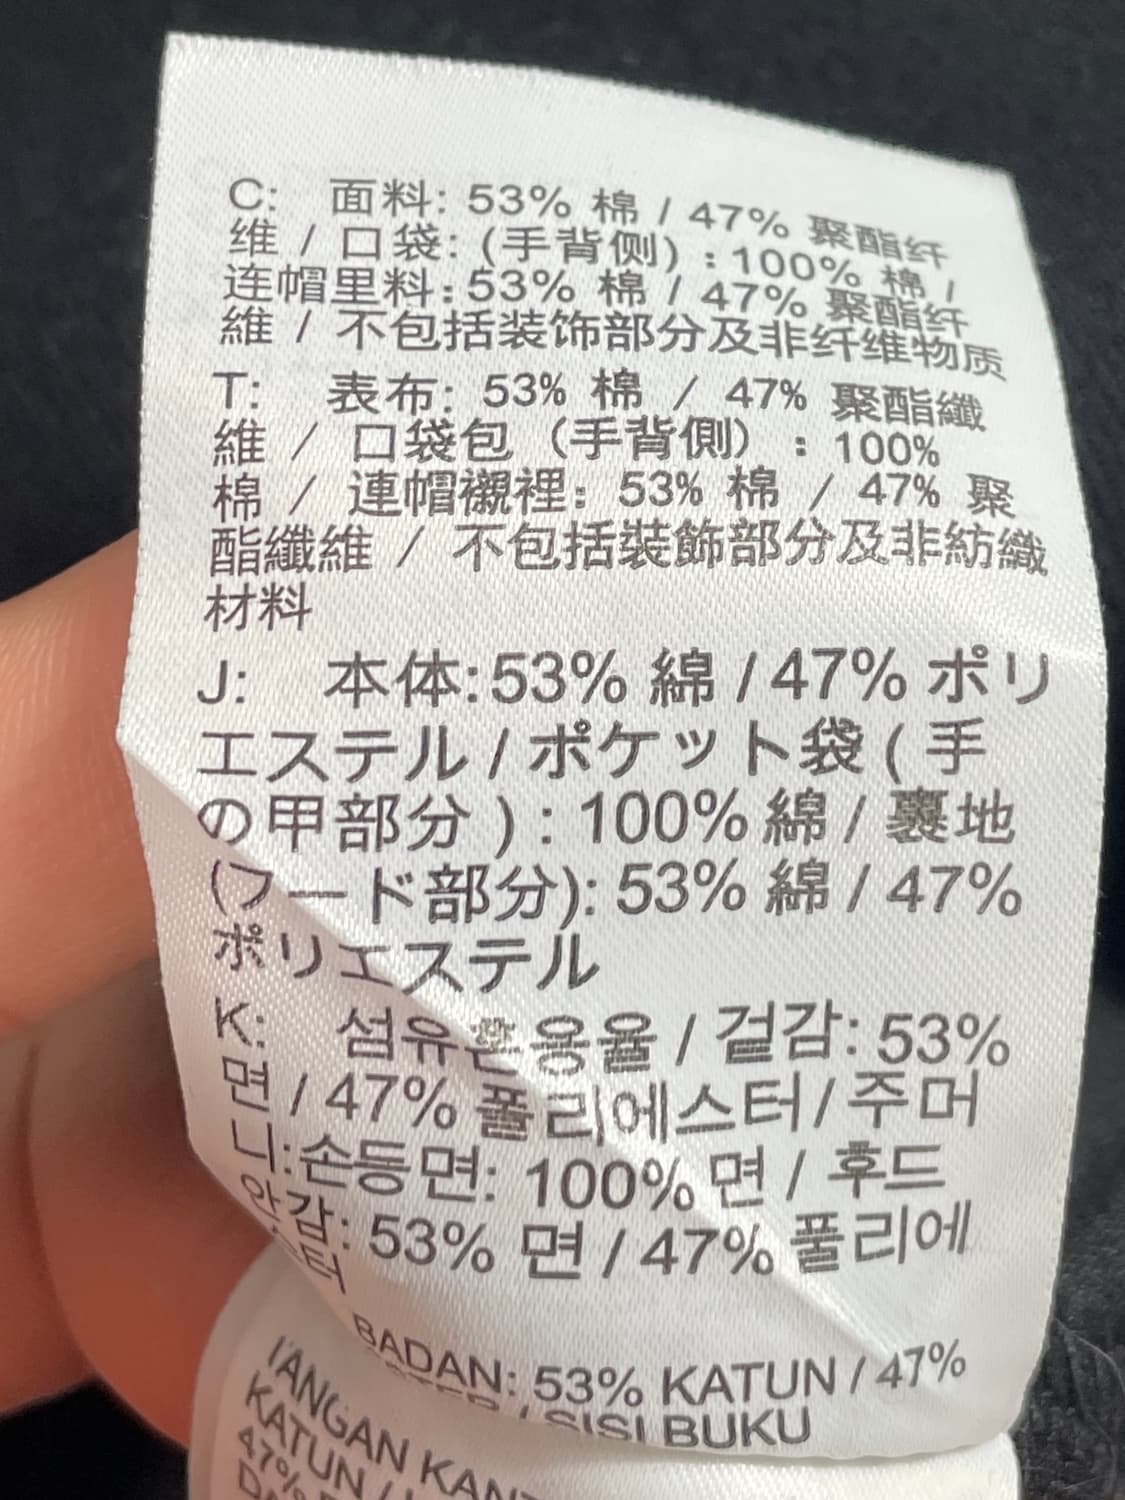 C: 面料: 53% 棉 / 47% 聚酯纤
维 / 口袋: (手背侧) : 100% 棉 /
连帽里料: 53% 棉 / 47% 聚酯纤
維 / 不包括装饰部分及非纤维物质
T: 表布: 53% 棉 / 47% 聚酯纖
維 / 口袋包 (手背側) : 100%
棉 / 連帽襯裡: 53% 棉 / 47% 聚
酯纖維 / 不包括裝飾部分及非紡織
材料
J: 本体: 53% 綿 / 47% ポリ
エステル / ポケット袋 ( 手
の甲部分 ) : 100% 綿 / 裏地
(フード部分): 53% 綿 / 47%
ポリエステル
K: 섬유혼용율 / 겉감: 53%
면 / 47% 폴리에스터 / 주머
니:손등면: 100% 면 / 후드
안감: 53% 면 / 47% 폴리에
스터
BADAN: 53% KATUN / 47%
/ SISI BUKU
TANGAN
KATUN /
47%